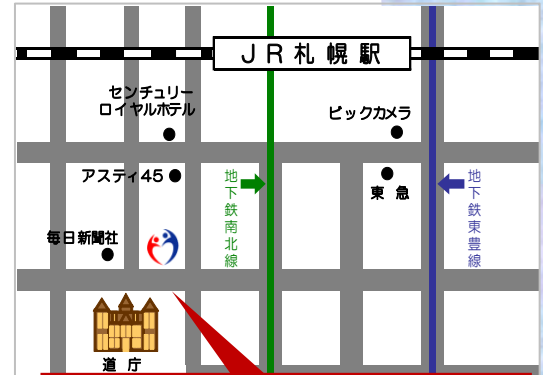 JR札幌駅
センチュリー
ロイヤルホテル
ビックカメラ
アスティ45
東急
地下鉄南北線
地下鉄東豊線
毎日新聞社
道庁